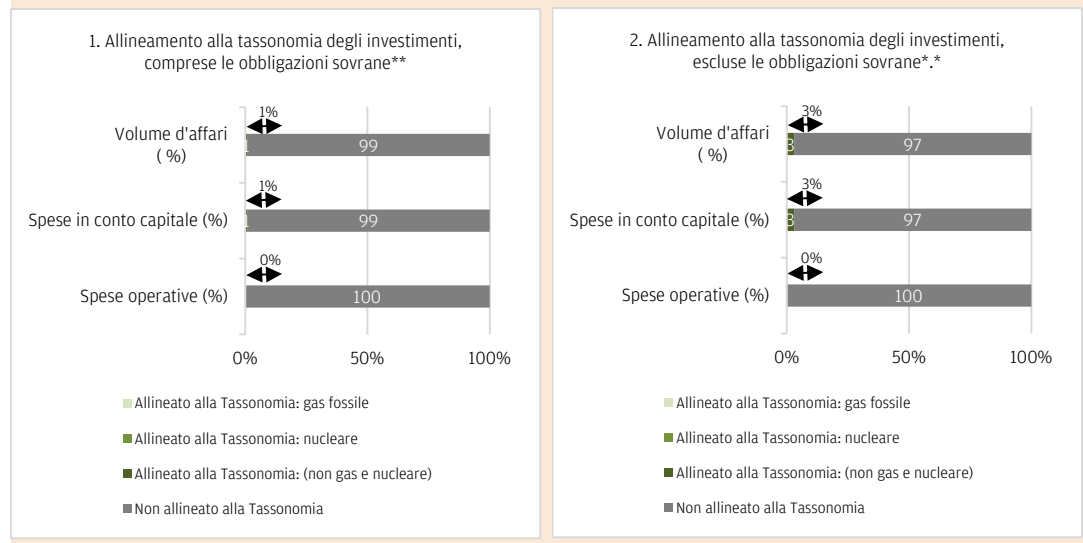 1. Allineamento alla tassonomia degli investimenti,
comprese le obbligazioni sovrane**
1%
Volume d'affari
( %)
1
99
1%
Spese in conto capitale (%)
1
99
0%
Spese operative (%)
100
0%
50%
100%
Allineato alla Tassonomia: gas fossile
Allineato alla Tassonomia: nucleare
Allineato alla Tassonomia: (non gas e nucleare)
Non allineato alla Tassonomia
2. Allineamento alla tassonomia degli investimenti,
escluse le obbligazioni sovrane*.*
3%
Volume d'affari
( %)
3
97
3%
Spese in conto capitale (%)
3
97
0%
Spese operative (%)
100
0%
50%
100%
Allineato alla Tassonomia: gas fossile
Allineato alla Tassonomia: nucleare
Allineato alla Tassonomia: (non gas e nucleare)
Non allineato alla Tassonomia